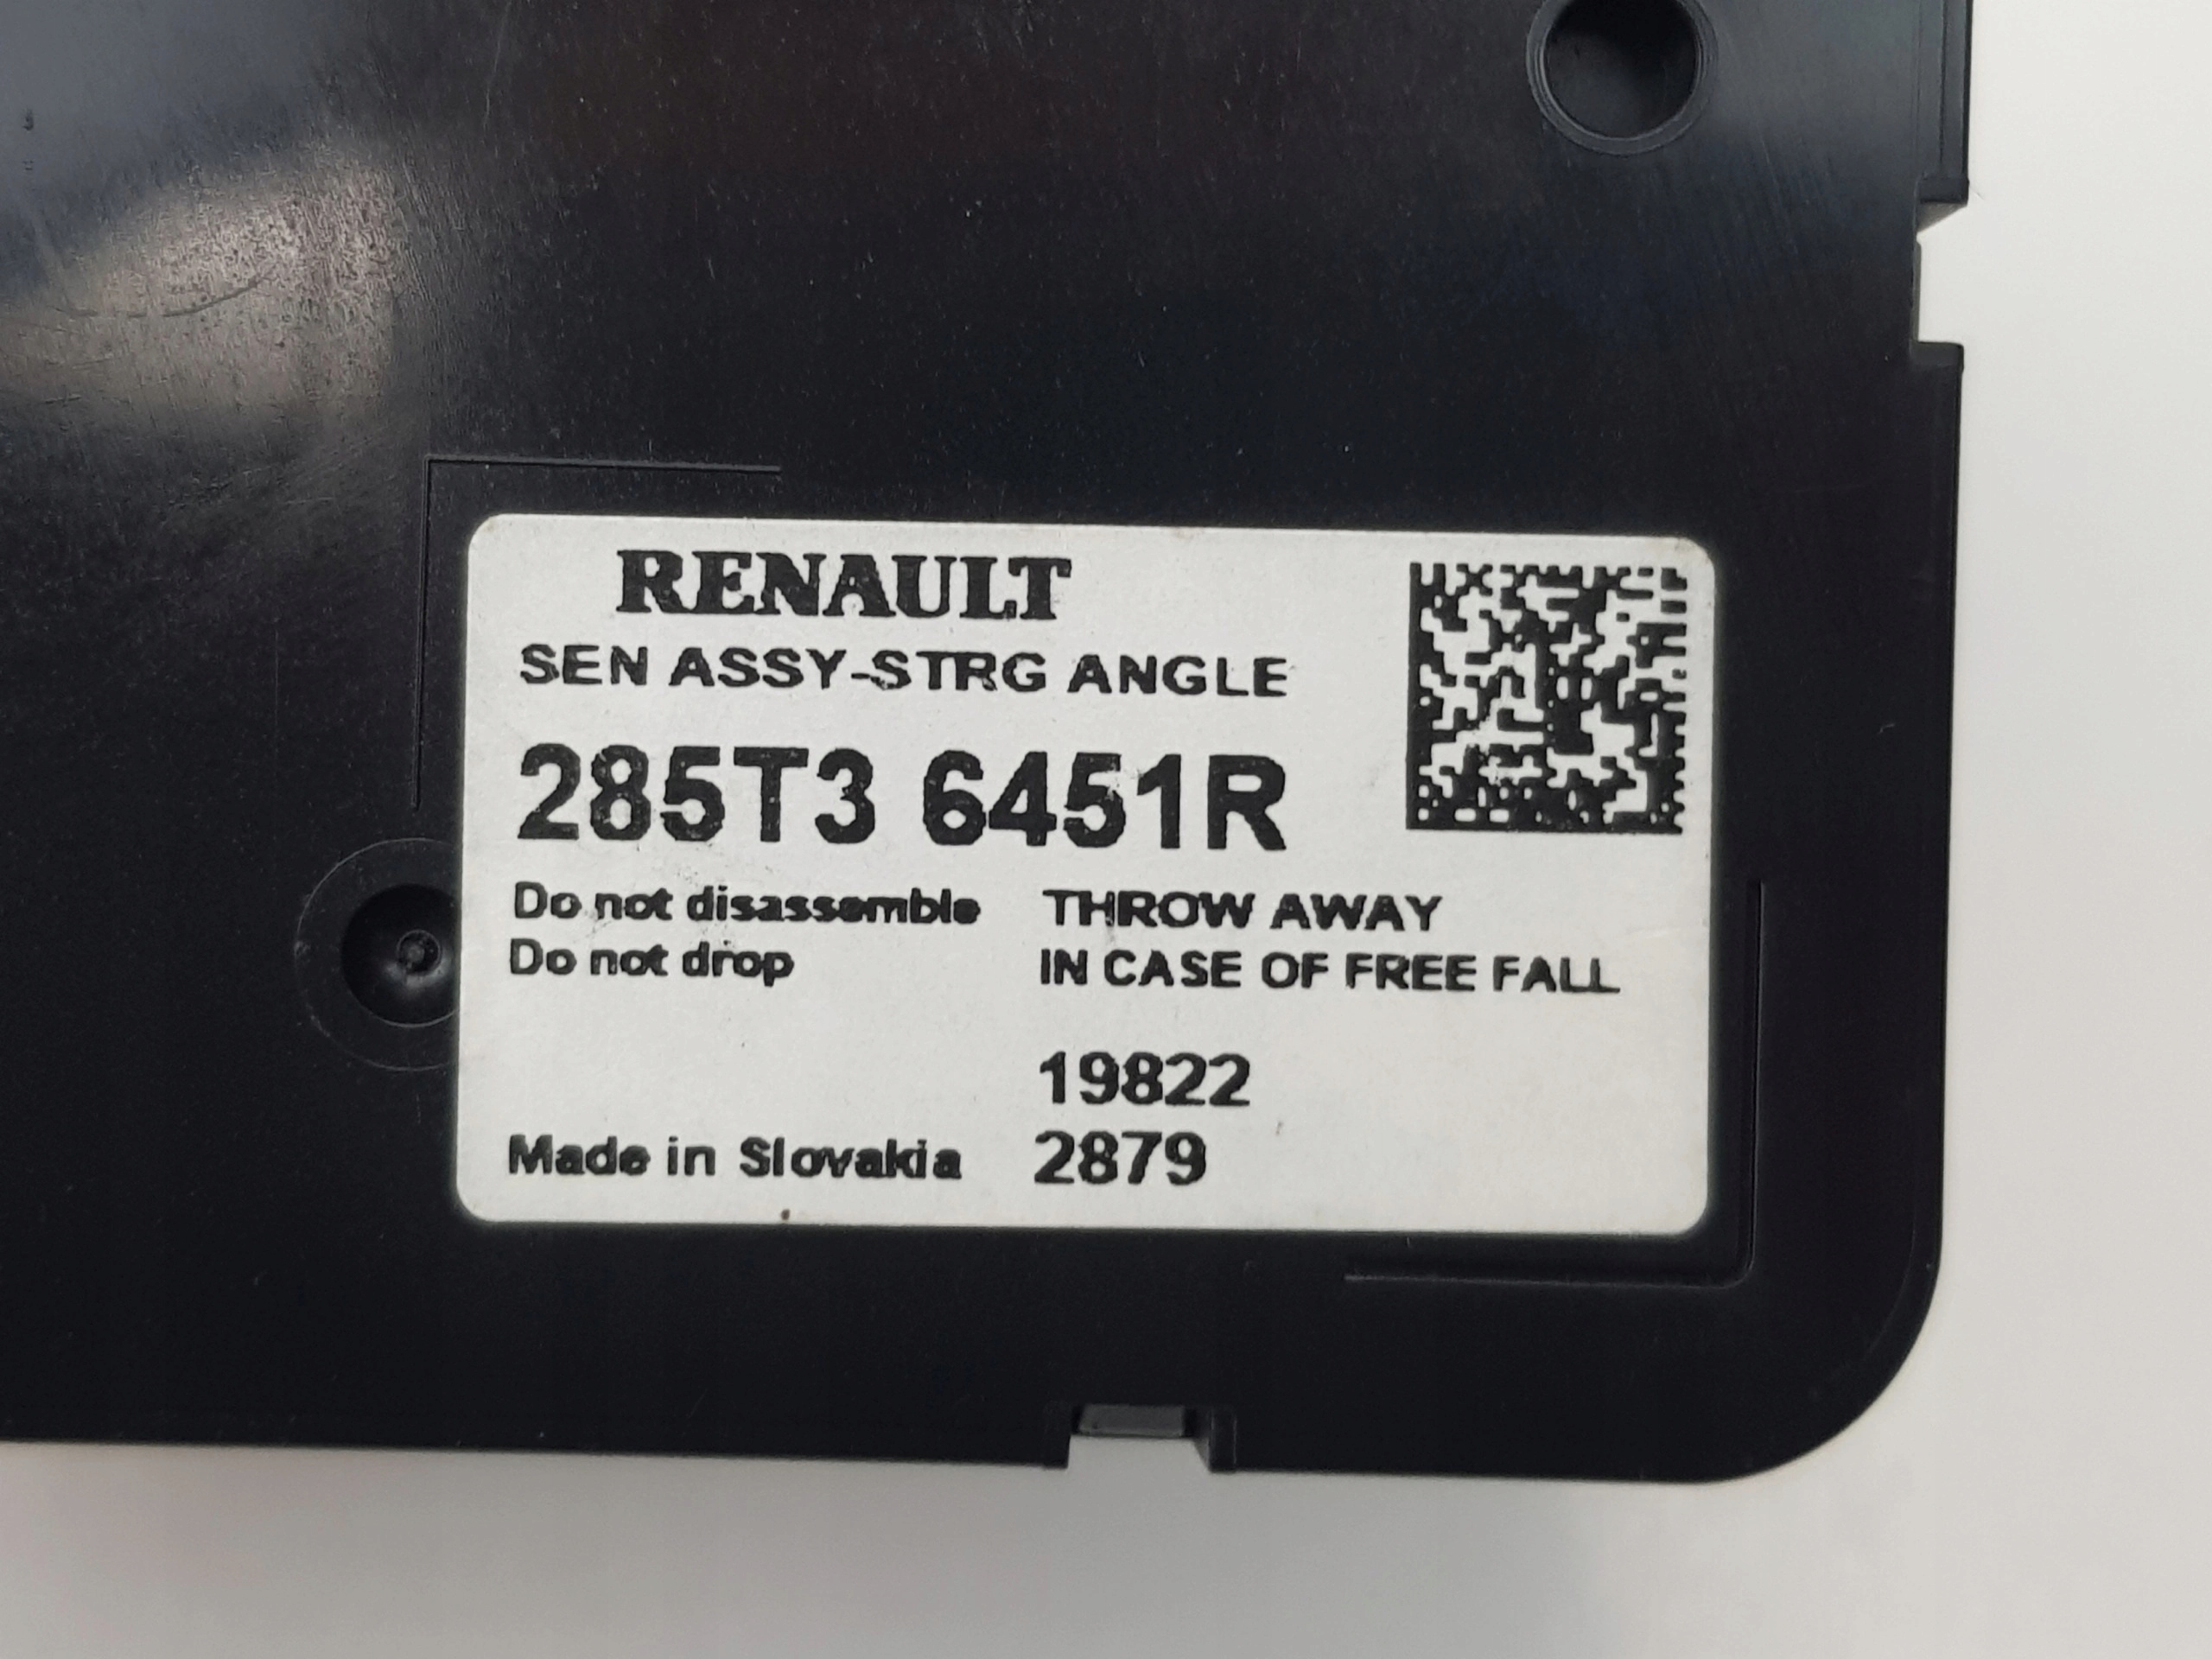 RENAULT
SEN ASSY-STRG ANGLE
285T3 6451R
Do not disassemble THROW AWAY
Do not drop IN CASE OF FREE FALL
19822
Made in Slovakia 2879